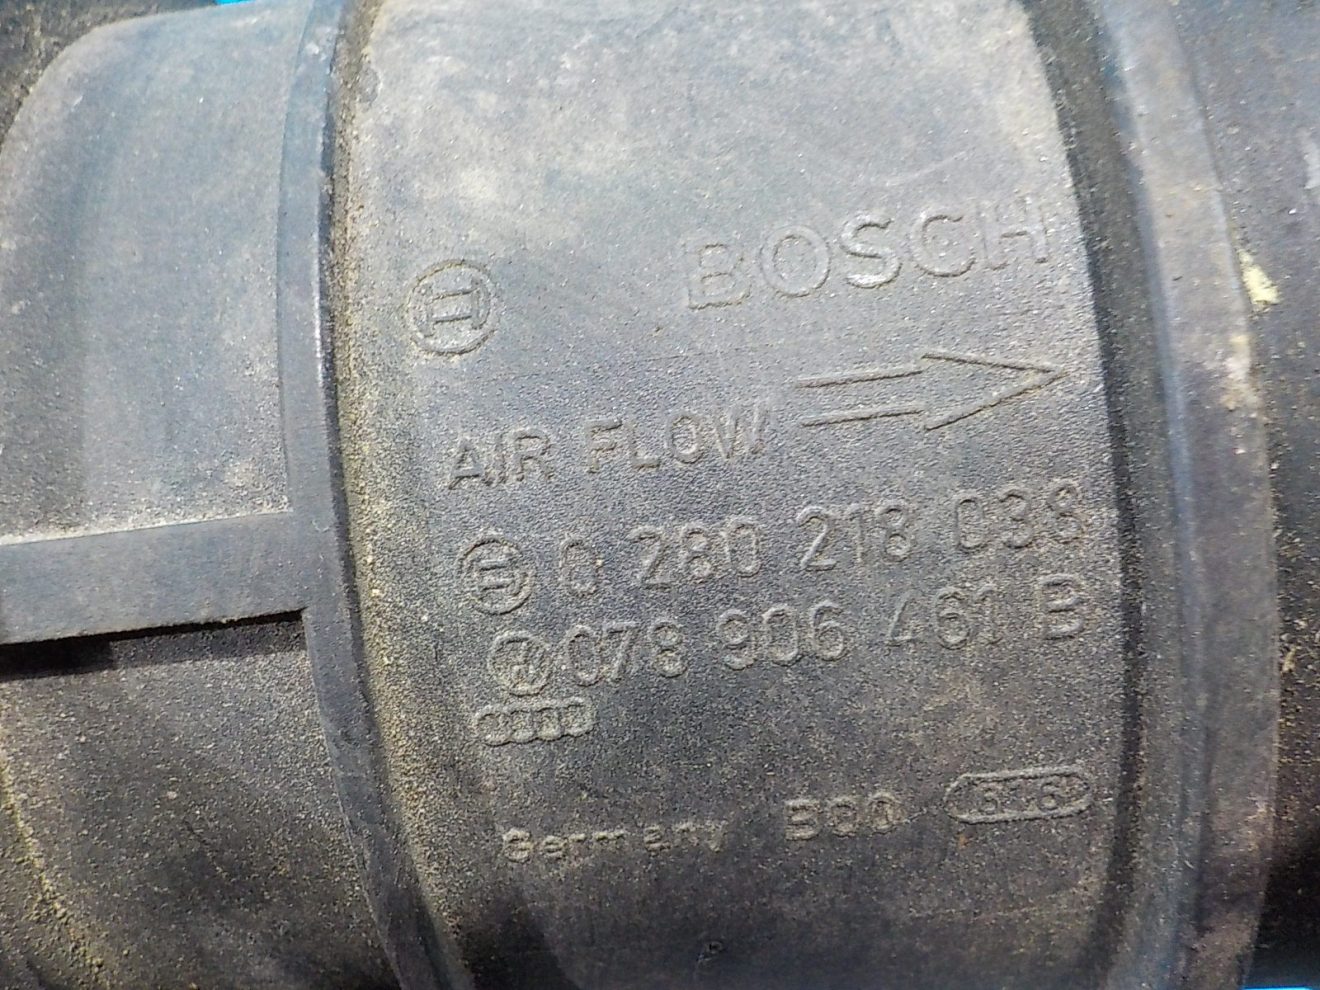 BOSCH
AIR FLOW
0 280 218 038
078 906 461 B
Germany